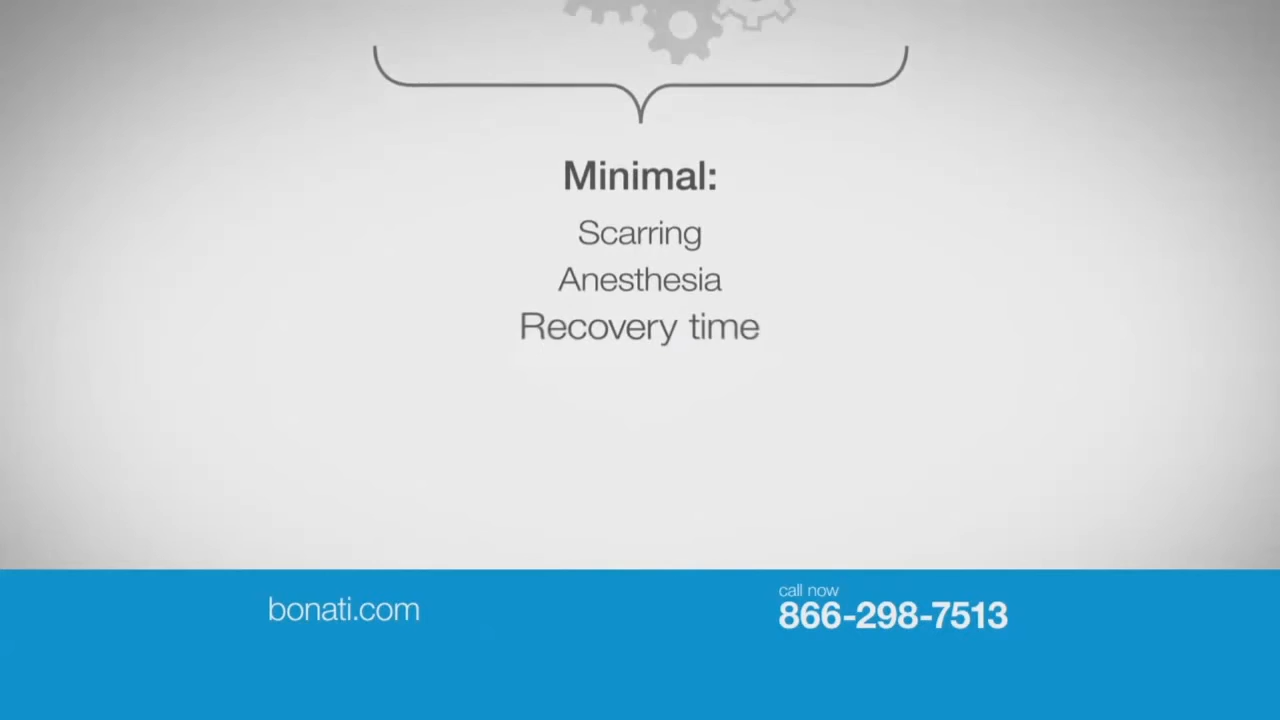 Minimal:
Scarring
Anesthesia
Recovery time
bonati.com
call now
866-298-7513